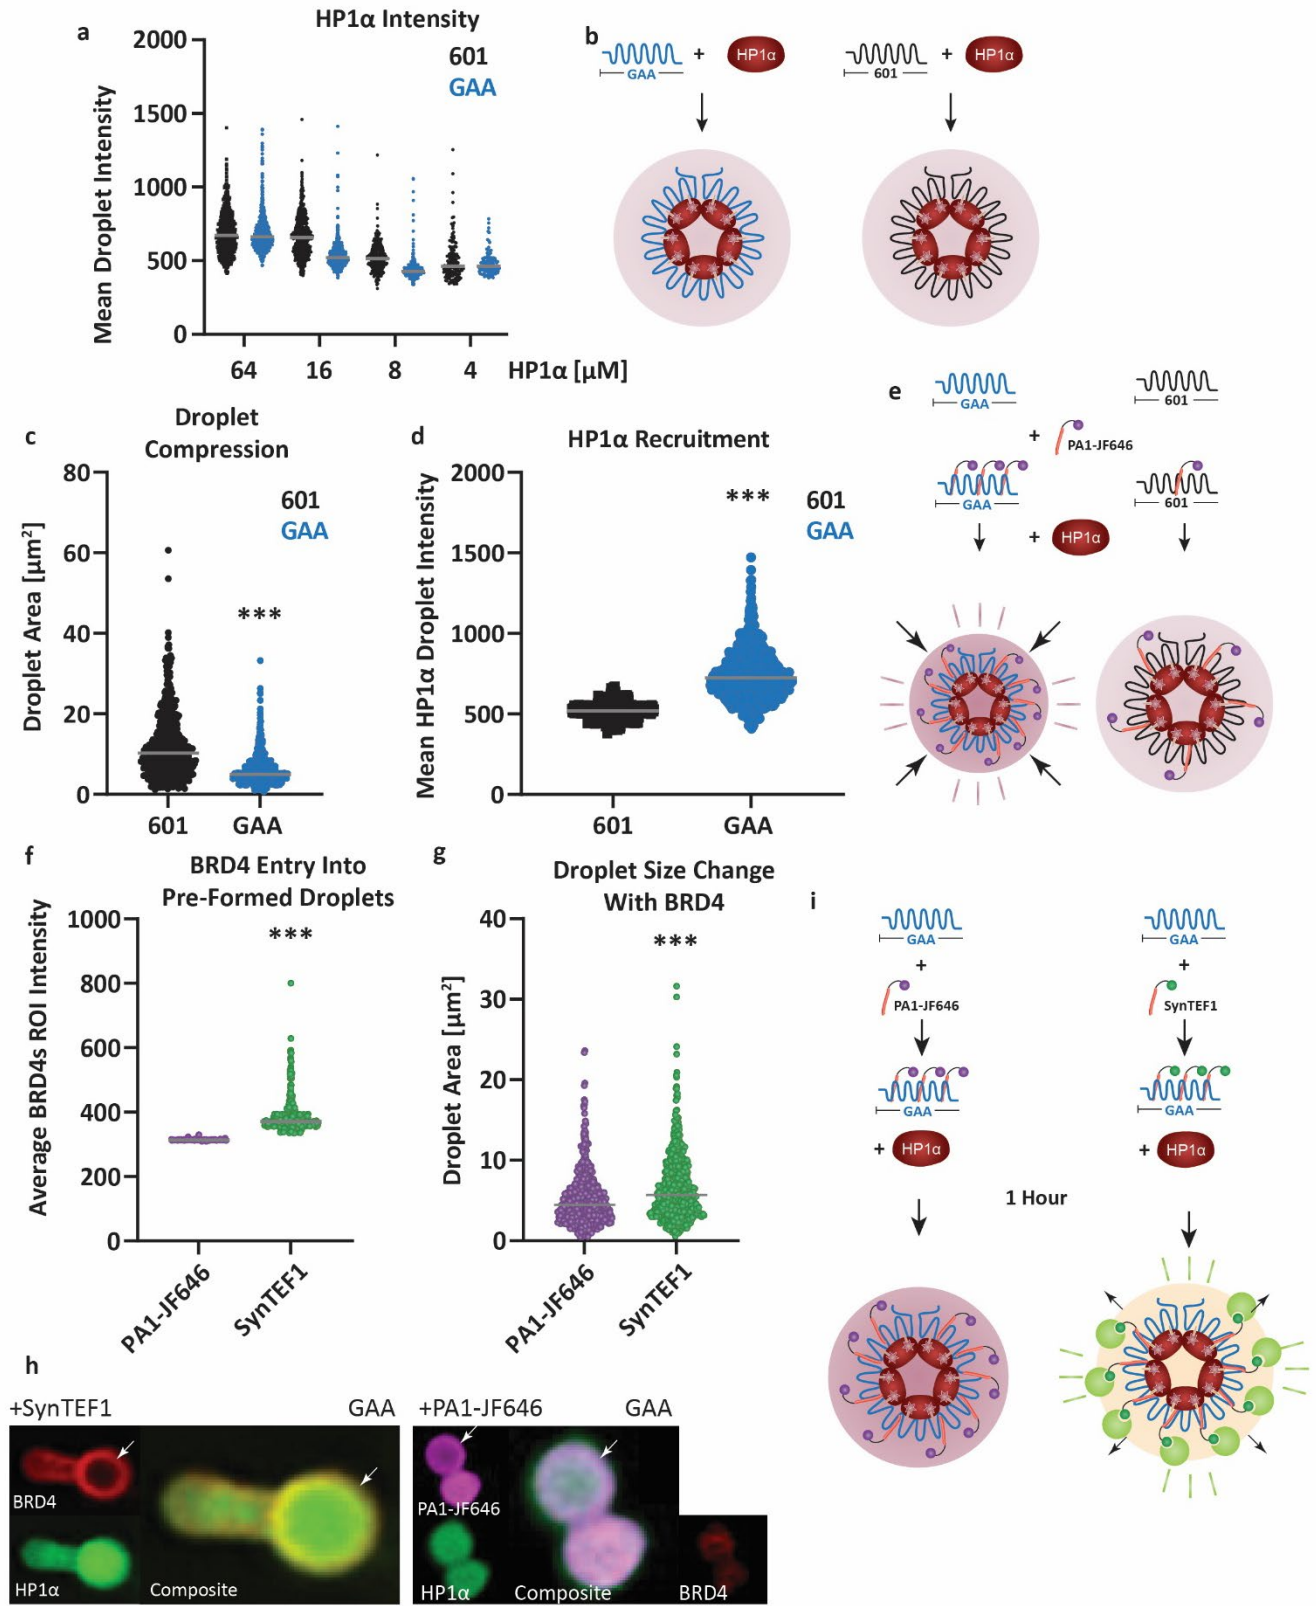 a
HP1α Intensity
2000
1500
1000
500
0
Mean Droplet Intensity
601
GAA
64
16
8
4
HP1α [µM]
b
GAA
+
HP1α
601
+
HP1α
c
Droplet
Compression
80
60
40
20
0
Droplet Area [µm²]
601
GAA
***
601
GAA
d
HP1α Recruitment
2000
1500
1000
500
0
Mean HP1α Droplet Intensity
***
601
GAA
601
GAA
e
GAA
601
+
PA1-JF646
GAA
601
+
HP1α
f
BRD4 Entry Into
Pre-Formed Droplets
1000
800
600
400
200
0
Average BRD4s ROI Intensity
***
PA1-JF646
SynTEF1
g
Droplet Size Change
With BRD4
40
30
20
10
0
Droplet Area [µm²]
***
PA1-JF646
SynTEF1
h
+SynTEF1
GAA
BRD4
HP1α
Composite
+PA1-JF646
GAA
PA1-JF646
HP1α
Composite
BRD4
i
GAA
GAA
+
+
PA1-JF646
SynTEF1
GAA
GAA
+
HP1α
+
HP1α
1 Hour